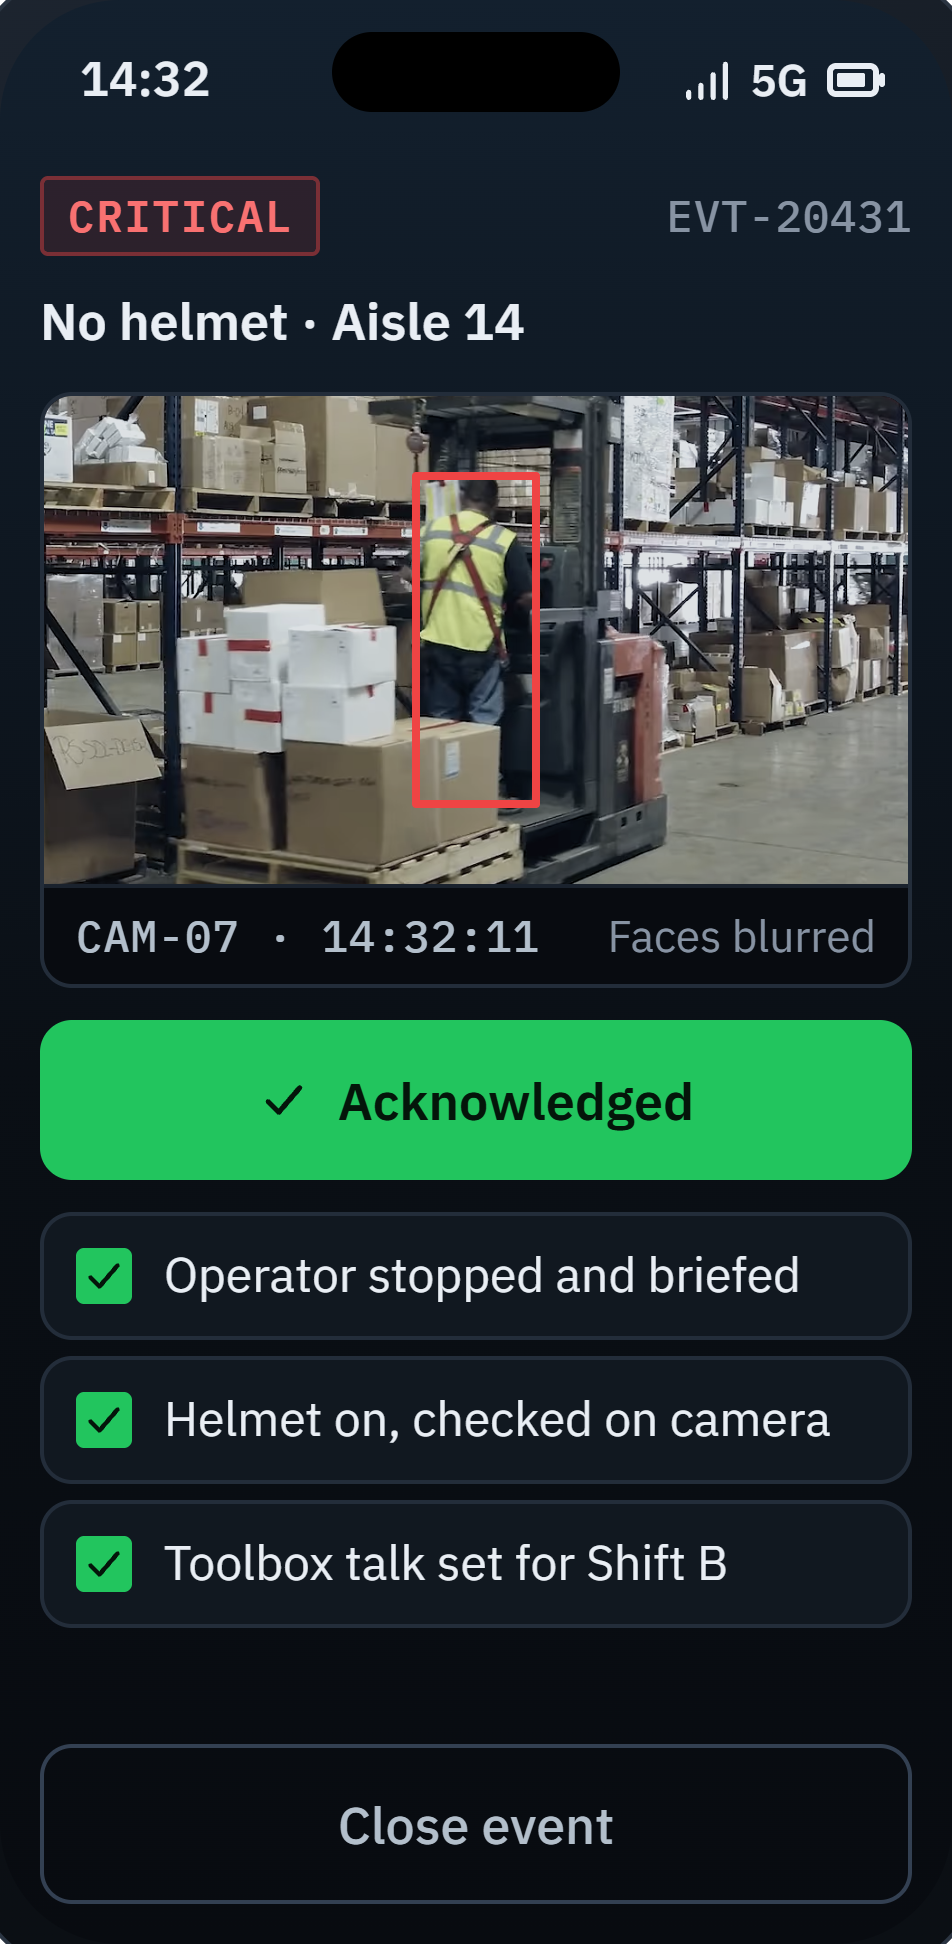 14:32
5G
CRITICAL
EVT-20431
No helmet · Aisle 14
CAM-07 · 14:32:11
Faces blurred
✓ Acknowledged
Operator stopped and briefed
Helmet on, checked on camera
Toolbox talk set for Shift B
Close event